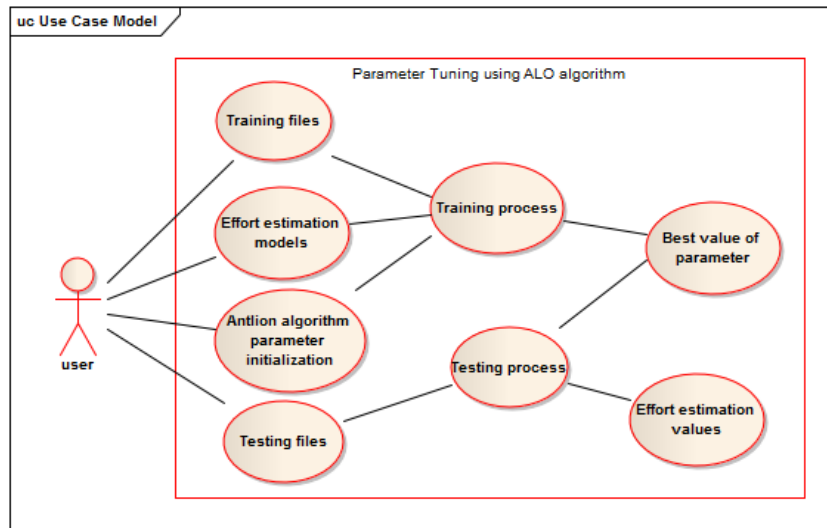 uc Use Case Model
Parameter Tuning using ALO algorithm
Training files
Effort estimation
models
Training process
Best value of
parameter
Antlion algorithm
parameter
initialization
user
Testing process
Testing files
Effort estimation
values